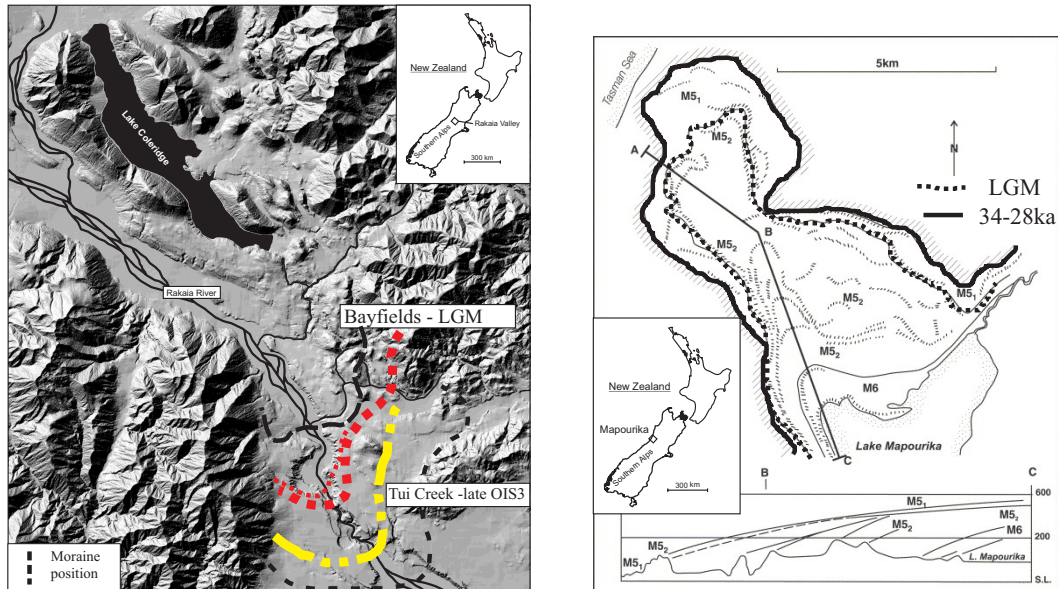 New Zealand
Rakaia Valley
Southern Alps
300 km
Lake Coleridge
Rakaia River
Bayfields - LGM
Tui Creek -late OIS3
Moraine
position
Tasman Sea
5km
M5₁
M5₂
A
N
LGM
34-28ka
B
M5₂
M5₁
M5₂
M5₂
M6
Lake Mapourika
C
New Zealand
Mapourika
Southern Alps
300 km
B
C
600
M5₁
M5₂
M5₂
M6
200
M5₂
M5₁
L. Mapourika
S.L.